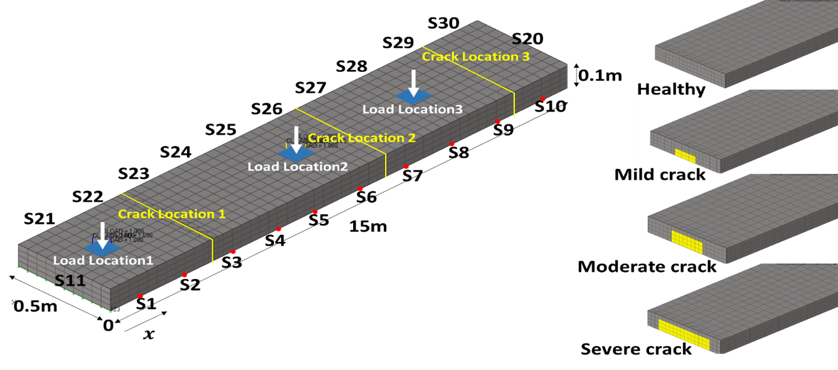 S30
S20
S29
Crack Location 3
S28
0.1m
S27
Load Location3
S10
S26
Crack Location 2
S9
S25
S8
S24
Load Location2
S7
S23
S6
S22
Crack Location 1
S5
15m
S21
S4
Load Location1
S3
S11
S2
0.5m
S1
0
x
Healthy
Mild crack
Moderate crack
Severe crack